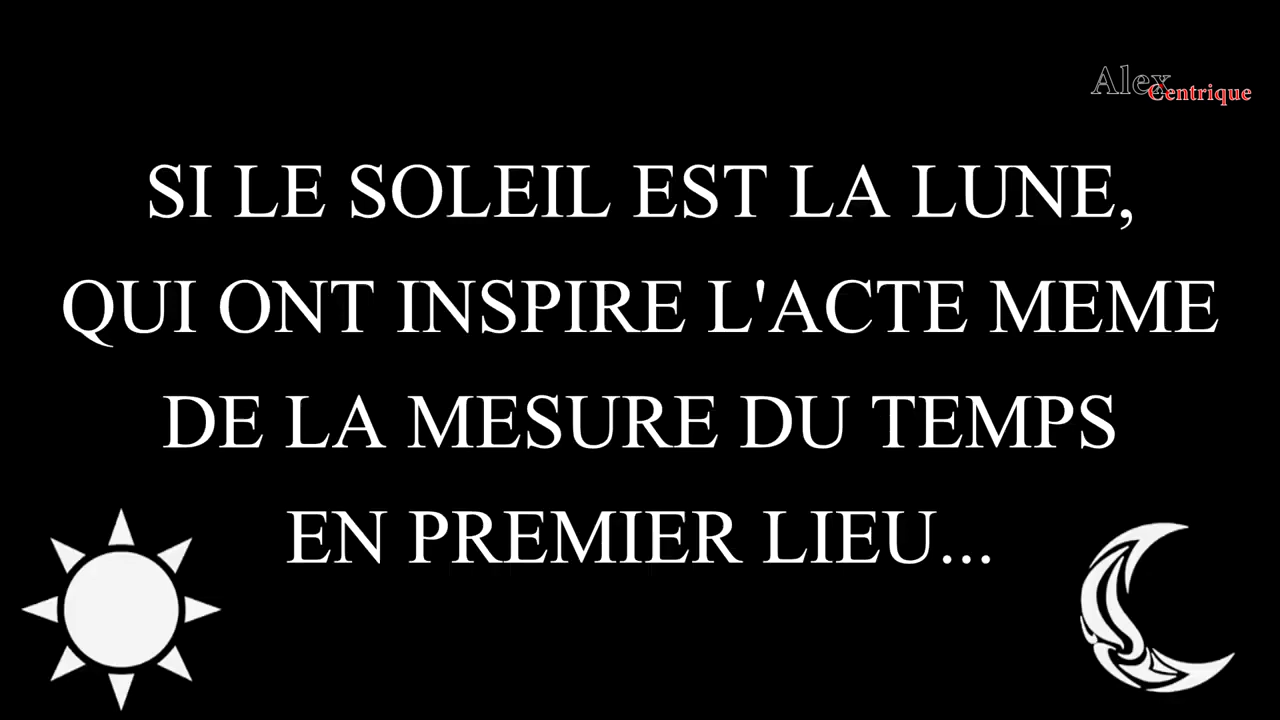 Alex
Centrique
SI LE SOLEIL EST LA LUNE,
QUI ONT INSPIRE L'ACTE MEME
DE LA MESURE DU TEMPS
EN PREMIER LIEU...